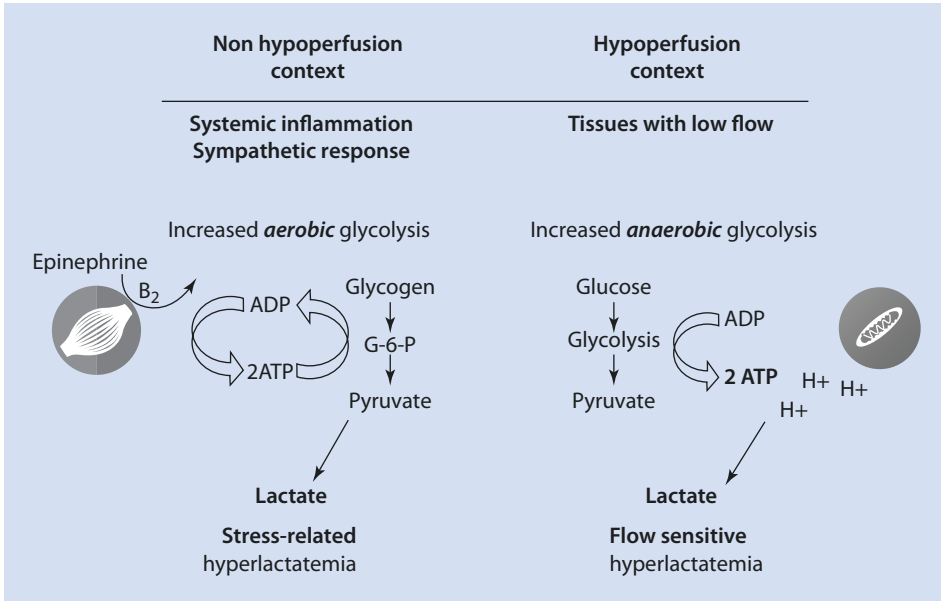 Non hypoperfusion
context
Hypoperfusion
context
Systemic inflammation
Sympathetic response
Tissues with low flow
Increased aerobic glycolysis
Epinephrine
B2
ADP
2ATP
Glycogen
G-6-P
Pyruvate
Lactate
Stress-related
hyperlactatemia
Increased anaerobic glycolysis
Glucose
Glycolysis
Pyruvate
ADP
2 ATP
H+
H+
H+
Lactate
Flow sensitive
hyperlactatemia